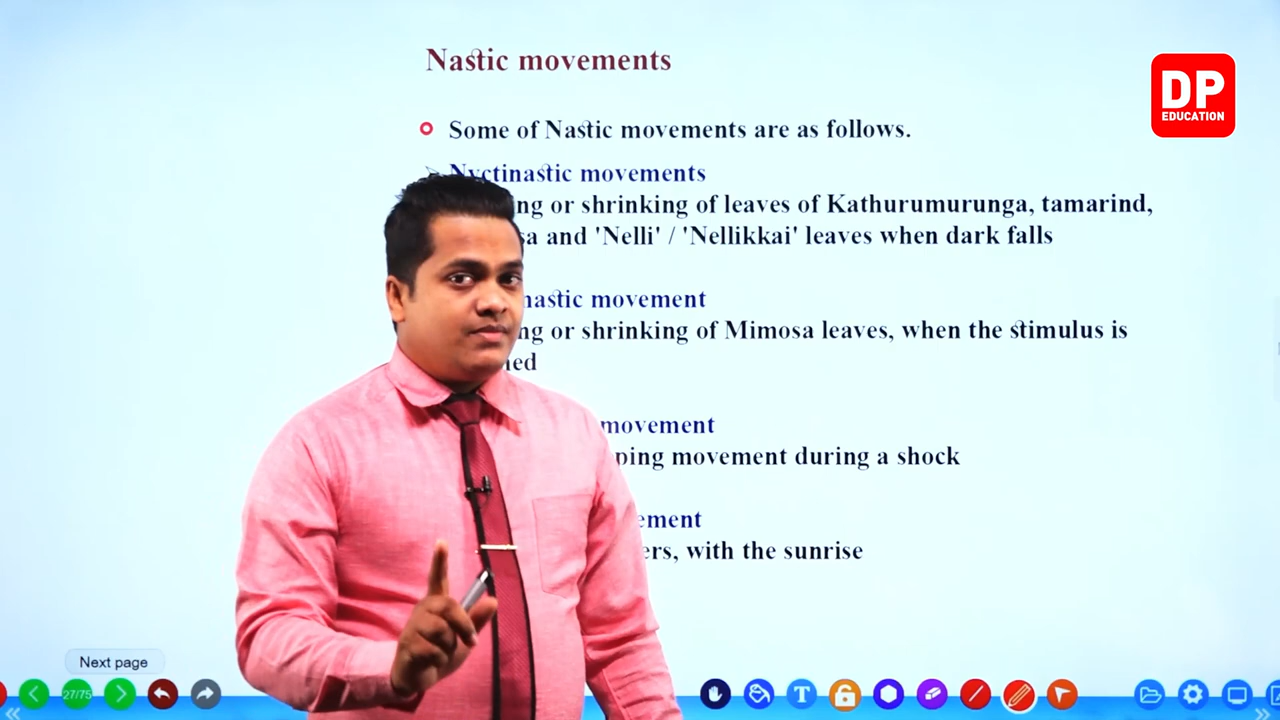 Nastic movements
DP
EDUCATION
Some of Nastic movements are as follows.
Nyctinastic movements
ng or shrinking of leaves of Kathurumurunga, tamarind,
sa and 'Nelli' / 'Nellikkai' leaves when dark falls
nastic movement
ng or shrinking of Mimosa leaves, when the stimulus is
ied
movement
ping movement during a shock
ement
ers, with the sunrise
Next page
27/75
T